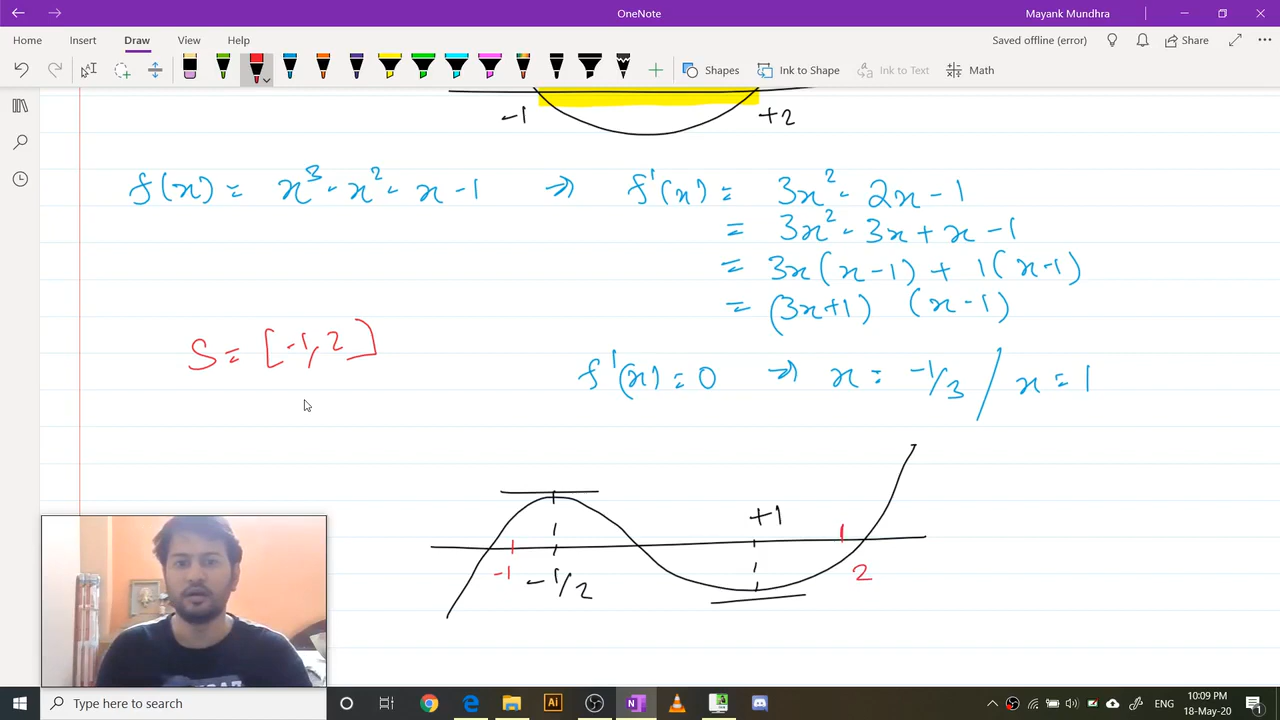 OneNote
Mayank Mundhra
Home Insert Draw View Help
Saved offline (error)
Share
Shapes
Ink to Shape
Ink to Text
Math
-1 +2
f(x) = x³ - x² - x - 1 ⇒ f'(x) = 3x² - 2x - 1
= 3x² - 3x + x - 1
= 3x(x-1) + 1(x-1)
= (3x+1) (x-1)
S = [-1, 2]
f'(x) = 0 ⇒ x = -1/3 / x = 1
+1
-1 -1/2 2
Type here to search
Ai
N
ENG
10:09 PM
18-May-20
1